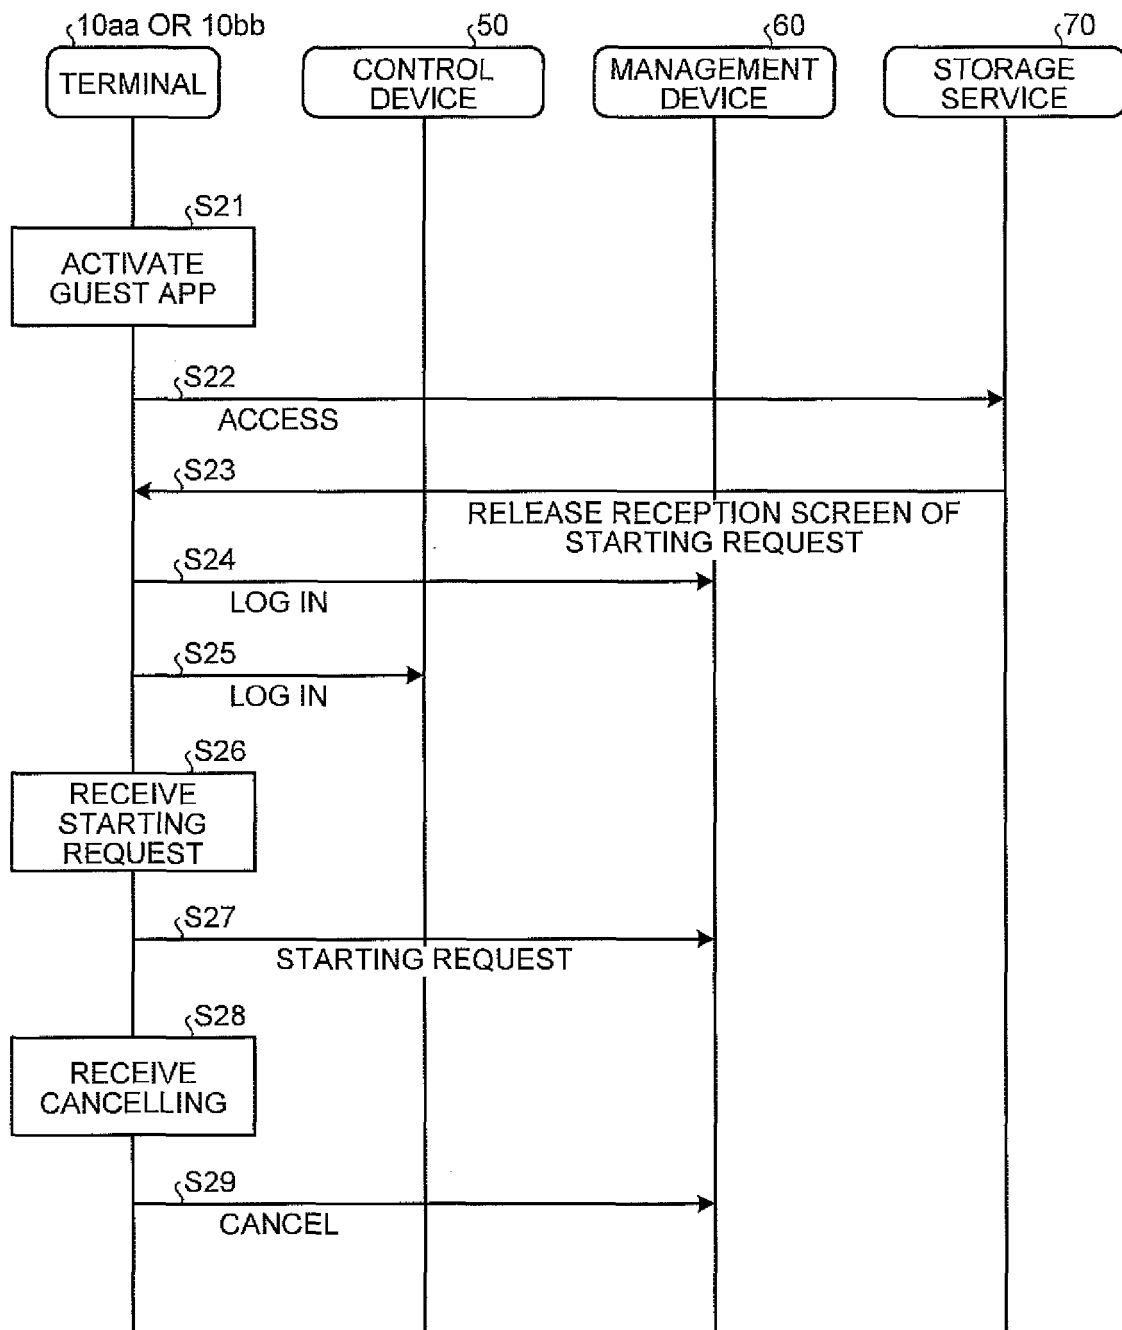 10aa OR 10bb
50
60
70
TERMINAL
CONTROL
DEVICE
MANAGEMENT
DEVICE
STORAGE
SERVICE
S21
ACTIVATE
GUEST APP
S22
ACCESS
S23
RELEASE RECEPTION SCREEN OF
STARTING REQUEST
S24
LOG IN
S25
LOG IN
S26
RECEIVE
STARTING
REQUEST
S27
STARTING REQUEST
S28
RECEIVE
CANCELLING
S29
CANCEL